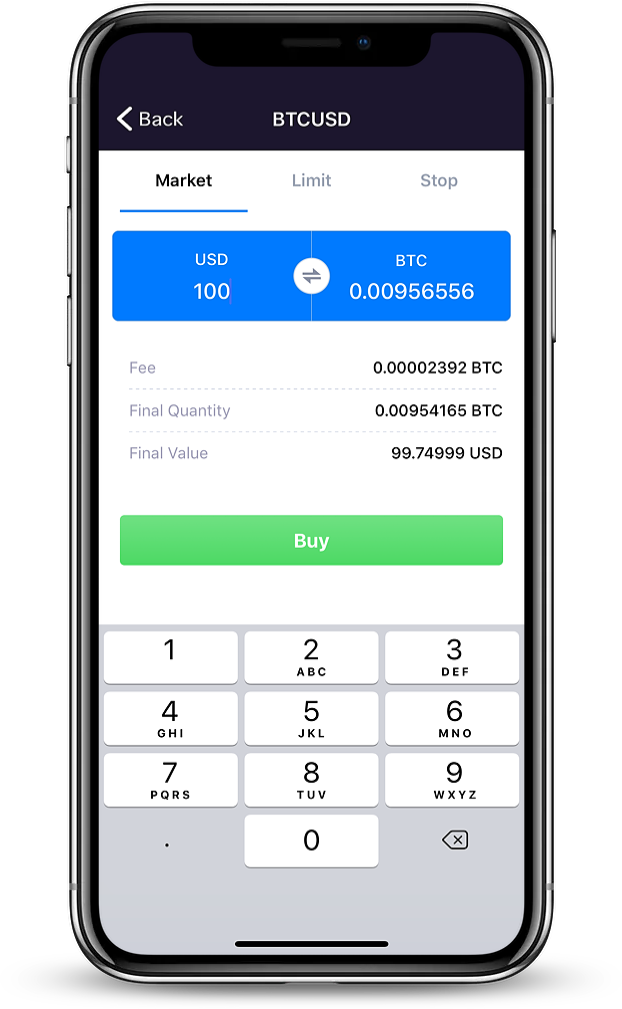 Back BTCUSD
Market Limit Stop
USD BTC
100 0.00956556
Fee 0.00002392 BTC
Final Quantity 0.00954165 BTC
Final Value 99.74999 USD
Buy
1 2 3
ABC DEF
4 5 6
GHI JKL MNO
7 8 9
PQRS TUV WXYZ
. 0